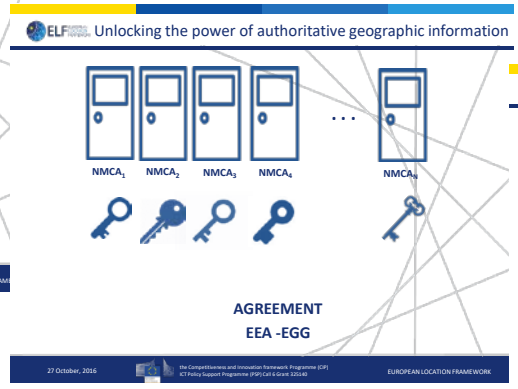 ELF Unlocking the power of authoritative geographic information
...
NMCA₁ NMCA₂ NMCA₃ NMCA₄ NMCAₙ
AGREEMENT
EEA -EGG
27 October, 2016
the Competitiveness and Innovation framework Programme (CIP)
ICT Policy Support Programme (PSP) Call 6 Grant 325140
EUROPEAN LOCATION FRAMEWORK